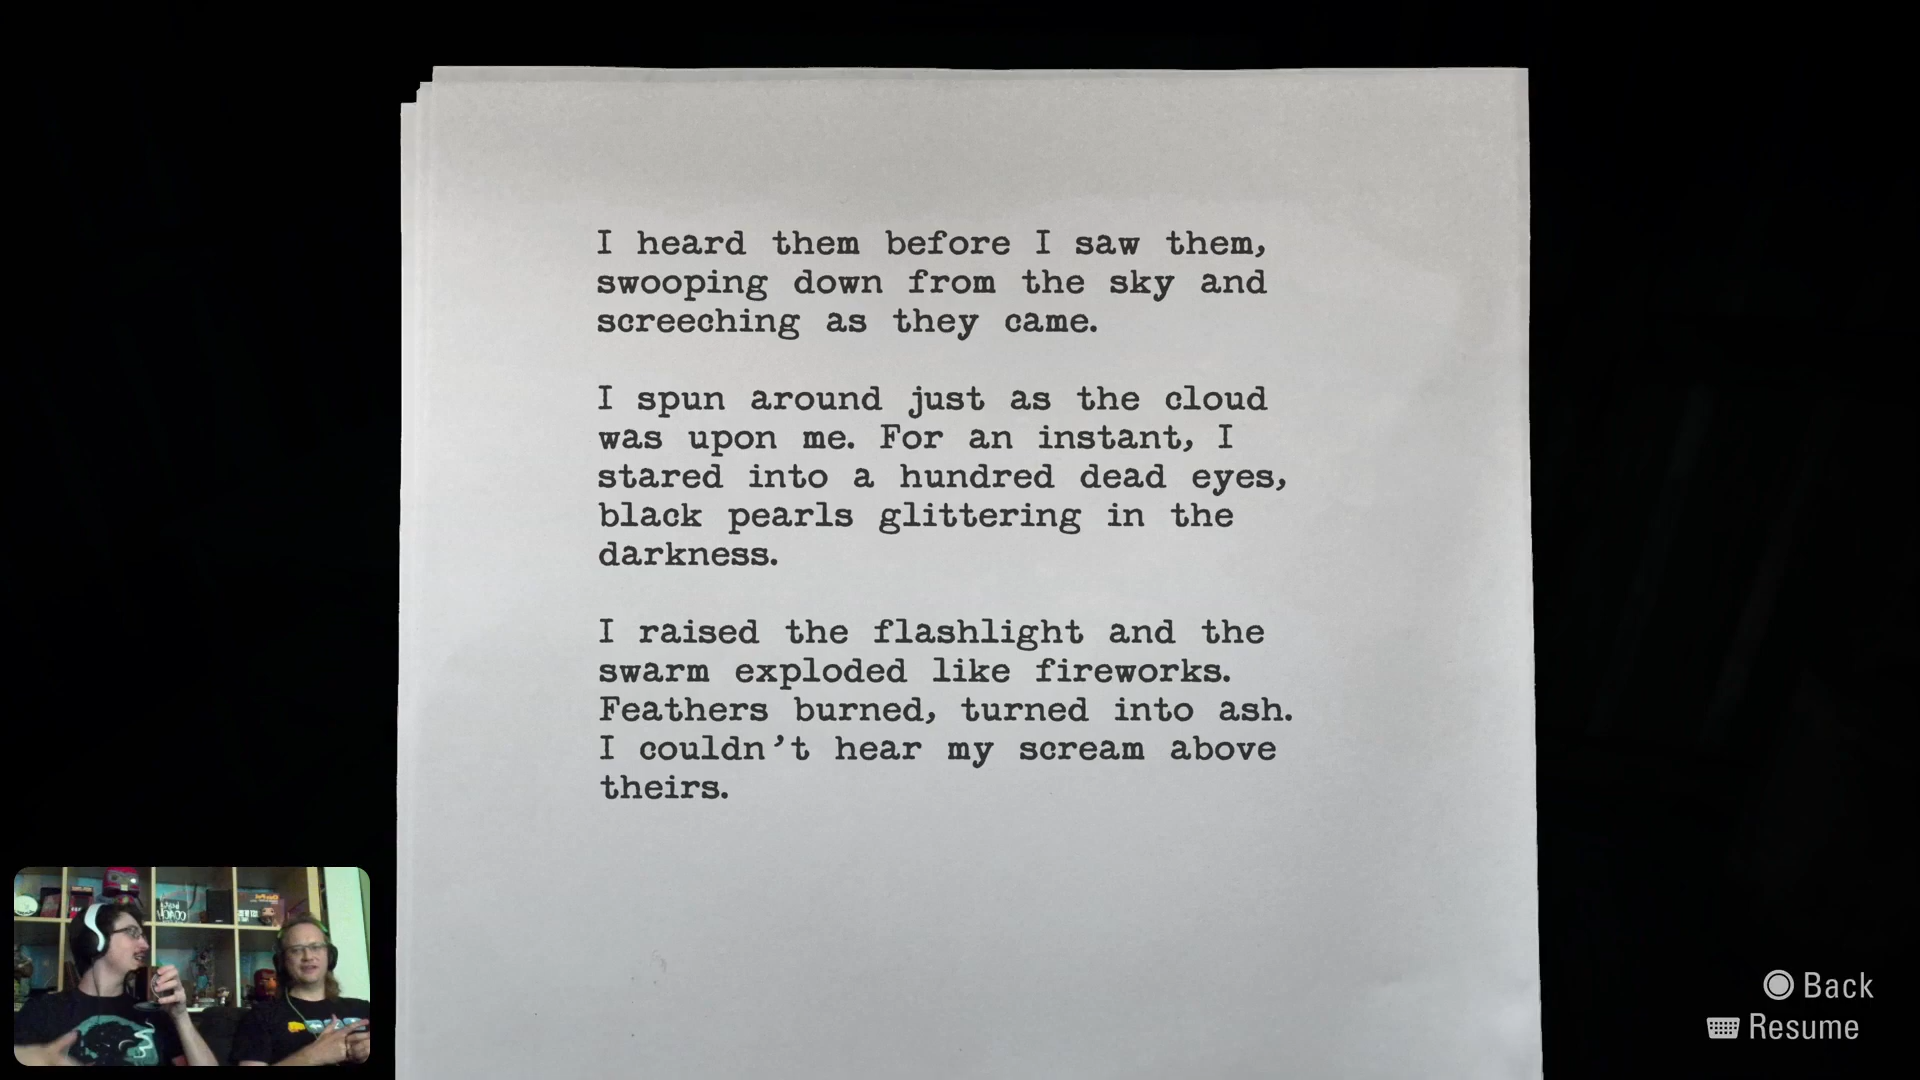 I heard them before I saw them,
swooping down from the sky and
screeching as they came.
I spun around just as the cloud
was upon me. For an instant, I
stared into a hundred dead eyes,
black pearls glittering in the
darkness.
I raised the flashlight and the
swarm exploded like fireworks.
Feathers burned, turned into ash.
I couldn't hear my scream above
theirs.
Back
Resume